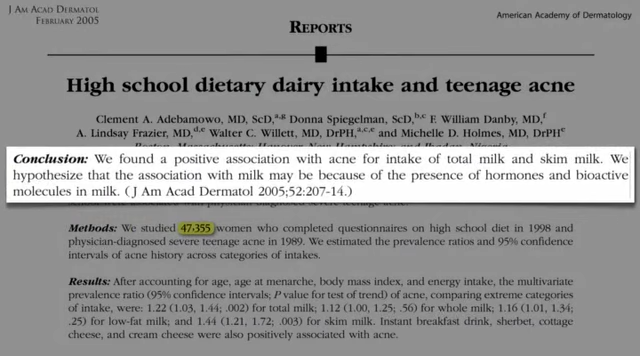 J AM ACAD DERMATOL
FEBRUARY 2005
American Academy of Dermatology
REPORTS
High school dietary dairy intake and teenage acne
Clement A. Adebamowo, MD, ScD,a,g Donna Spiegelman, ScD,b,c F. William Danby, MD,f
A. Lindsay Frazier, MD,d,e Walter C. Willett, MD, DrPH,a,c,e and Michelle D. Holmes, MD, DrPHe
Conclusion: We found a positive association with acne for intake of total milk and skim milk. We
hypothesize that the association with milk may be because of the presence of hormones and bioactive
molecules in milk. ( J Am Acad Dermatol 2005;52:207-14.)
Methods: We studied 47,355 women who completed questionnaires on high school diet in 1998 and
physician-diagnosed severe teenage acne in 1989. We estimated the prevalence ratios and 95% confidence
intervals of acne history across categories of intakes.
Results: After accounting for age, age at menarche, body mass index, and energy intake, the multivariate
prevalence ratio (95% confidence intervals; P value for test of trend) of acne, comparing extreme categories
of intake, were: 1.22 (1.03, 1.44; .002) for total milk; 1.12 (1.00, 1.25; .56) for whole milk; 1.16 (1.01, 1.34;
.25) for low-fat milk; and 1.44 (1.21, 1.72; .003) for skim milk. Instant breakfast drink, sherbet, cottage
cheese, and cream cheese were also positively associated with acne.